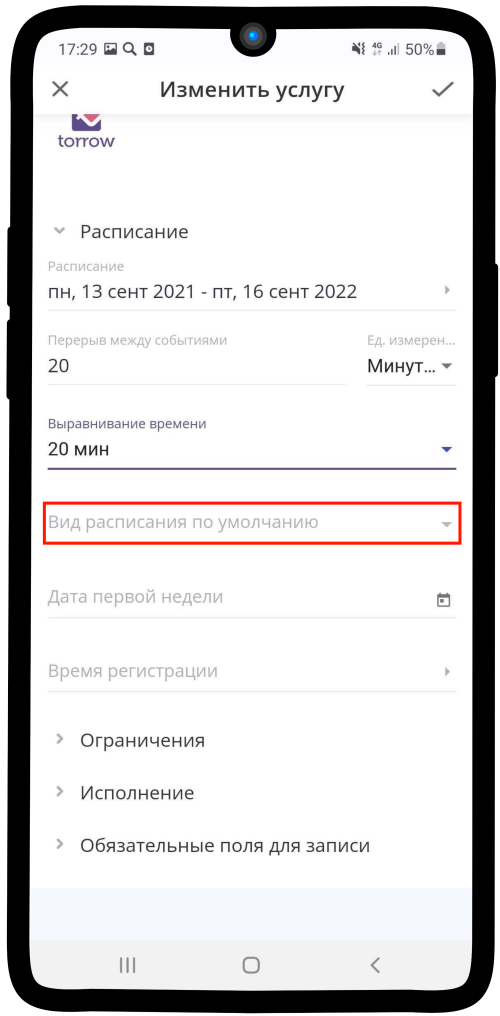 17:29 4G 50%
Изменить услугу
torrow
Расписание
Расписание
пн, 13 сент 2021 - пт, 16 сент 2022
Перерыв между событиями Ед. измерен...
20 Минут...
Выравнивание времени
20 мин
Вид расписания по умолчанию
Дата первой недели
Время регистрации
Ограничения
Исполнение
Обязательные поля для записи